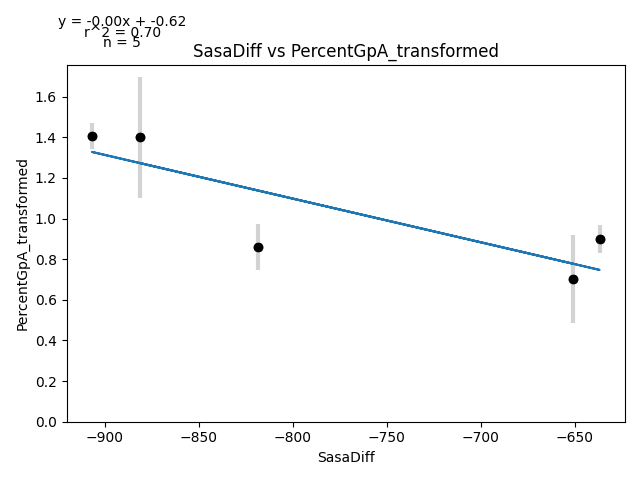 y = -0.00x + -0.62
r^2 = 0.70
n = 5
SasaDiff vs PercentGpA_transformed
PercentGpA_transformed
1.6
1.4
1.2
1.0
0.8
0.6
0.4
0.2
0.0
−900
−850
−800
−750
−700
−650
SasaDiff